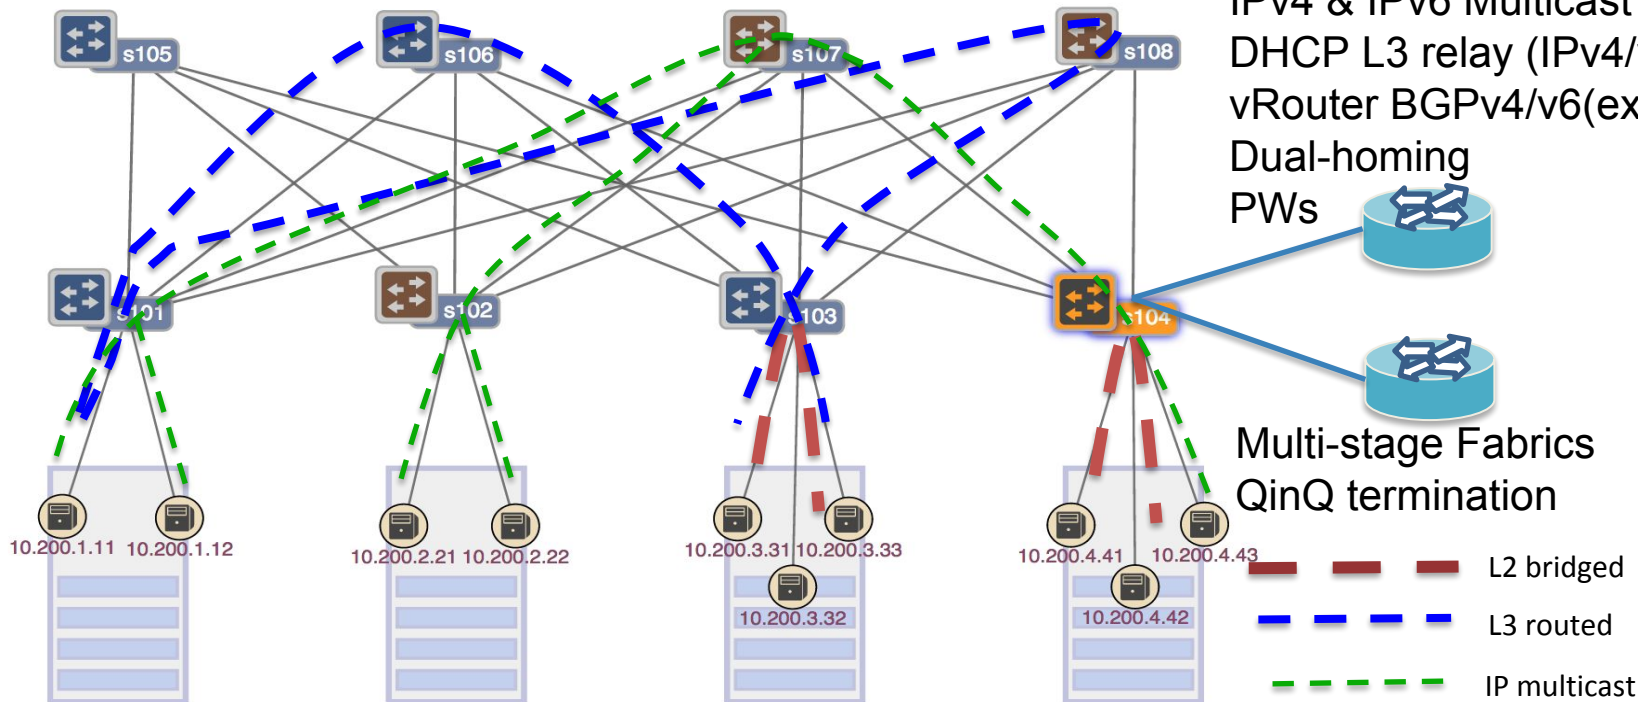 IPv4 & IPv6 Multicast
DHCP L3 relay (IPv4/
vRouter BGPv4/v6(ex
Dual-homing
PWs
s105
s106
s107
s108
s101
s102
s103
s104
Multi-stage Fabrics
QinQ termination
10.200.1.11
10.200.1.12
10.200.2.21
10.200.2.22
10.200.3.31
10.200.3.33
10.200.4.41
10.200.4.43
10.200.3.32
10.200.4.42
L2 bridged
L3 routed
IP multicast